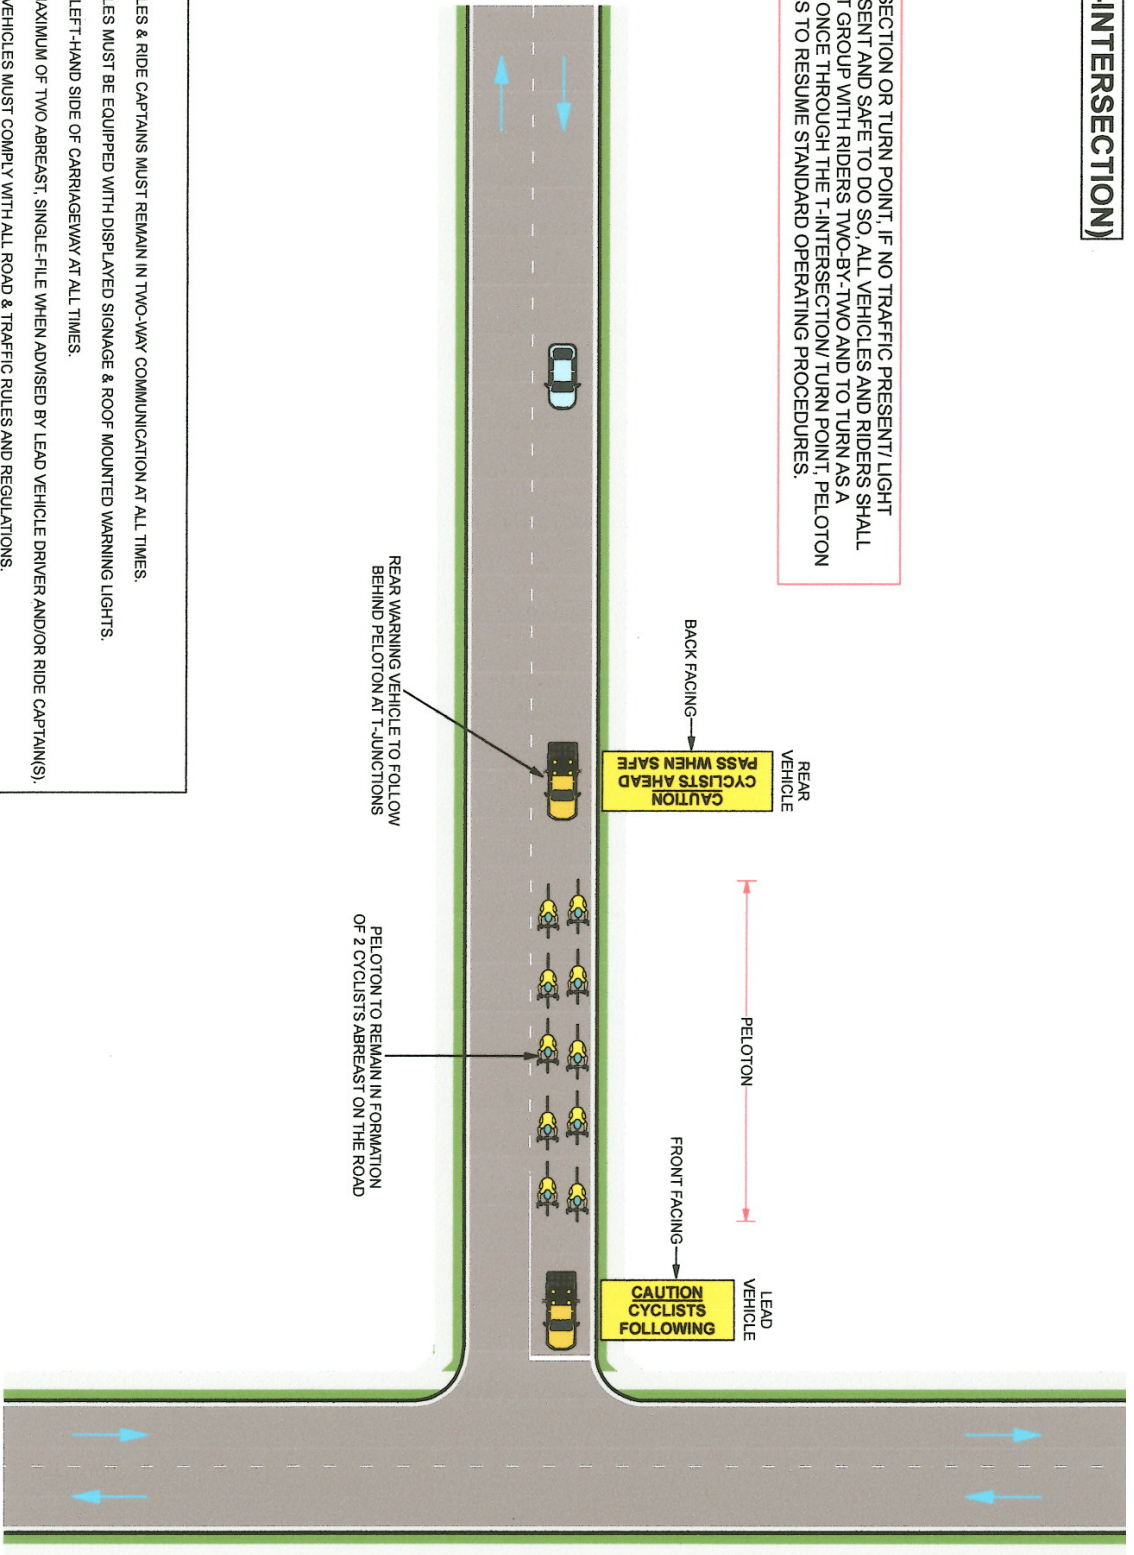 -INTERSECTION)
SECTION OR TURN POINT, IF NO TRAFFIC PRESENT/ LIGHT
SENT AND SAFE TO DO SO, ALL VEHICLES AND RIDERS SHALL
T GROUP WITH RIDERS TWO-BY-TWO AND TO TURN AS A
ONCE THROUGH THE T-INTERSECTION/ TURN POINT, PELOTON
S TO RESUME STANDARD OPERATING PROCEDURES.
REAR
VEHICLE
BACK FACING
CAUTION
CYCLISTS AHEAD
PASS WHEN SAFE
PELOTON
LEAD
VEHICLE
FRONT FACING
CAUTION
CYCLISTS
FOLLOWING
REAR WARNING VEHICLE TO FOLLOW
BEHIND PELOTON AT T-JUNCTIONS
PELOTON TO REMAIN IN FORMATION
OF 2 CYCLISTS ABREAST ON THE ROAD
LES & RIDE CAPTAINS MUST REMAIN IN TWO-WAY COMMUNICATION AT ALL TIMES.
LES MUST BE EQUIPPED WITH DISPLAYED SIGNAGE & ROOF MOUNTED WARNING LIGHTS.
LEFT-HAND SIDE OF CARRIAGEWAY AT ALL TIMES.
AXIMUM OF TWO ABREAST, SINGLE-FILE WHEN ADVISED BY LEAD VEHICLE DRIVER AND/OR RIDE CAPTAIN(S).
VEHICLES MUST COMPLY WITH ALL ROAD & TRAFFIC RULES AND REGULATIONS.